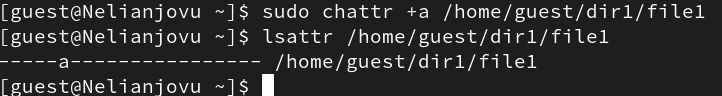 [guest@Nelianjovu ~]$ sudo chattr +a /home/guest/dir1/file1
[guest@Nelianjovu ~]$ lsattr /home/guest/dir1/file1
-----a---------------- /home/guest/dir1/file1
[guest@Nelianjovu ~]$